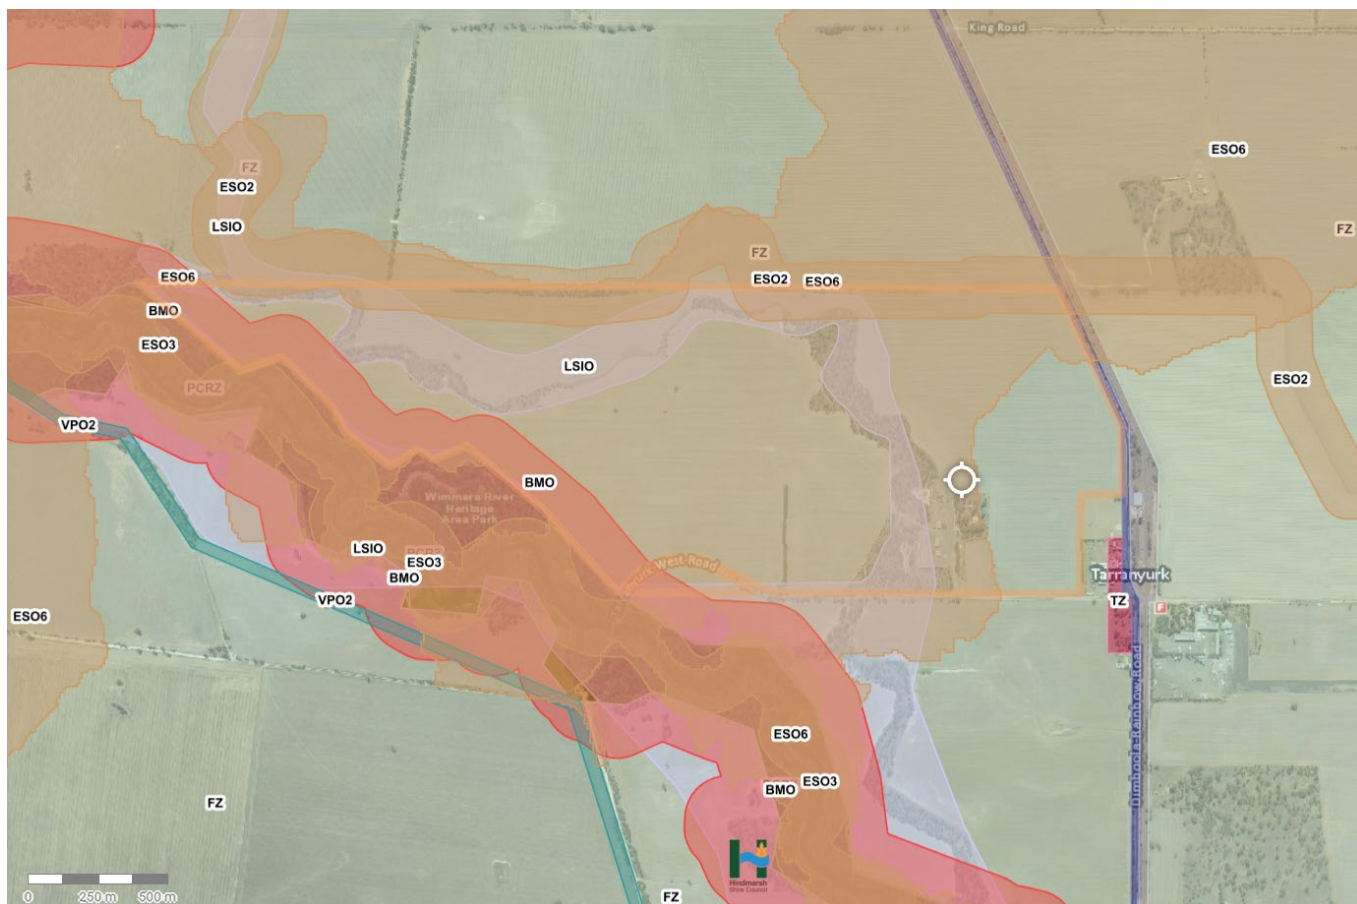 King Road
ESO6
FZ
ESO2
LSIO
FZ
FZ
ESO6
ESO2
ESO6
BMO
ESO3
LSIO
ESO2
PCRZ
VPO2
BMO
Wimmera River
Heritage
Area Park
LSIO
PCRZ
ESO3
BMO
West Road
Tarranyurk
VPO2
TZ
F
ESO6
Dimboola-Rainbow Road
ESO6
ESO3
BMO
FZ
Hindmarsh
Shire Council
0 250 m 500 m
FZ